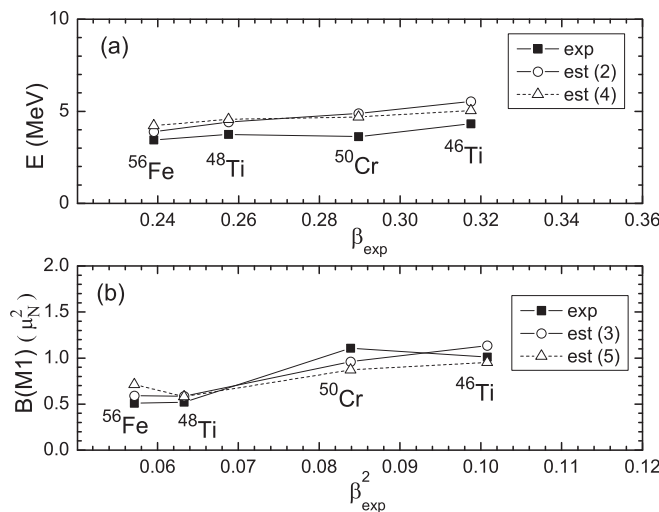 (a)
exp
est (2)
est (4)
10
5
0
E (MeV)
⁵⁶Fe
⁴⁸Ti
⁵⁰Cr
⁴⁶Ti
0.24 0.26 0.28 0.30 0.32 0.34 0.36
β_exp
(b)
exp
est (3)
est (5)
2.0
1.5
1.0
0.5
0.0
B(M1) (μ_N²)
⁵⁶Fe
⁴⁸Ti
⁵⁰Cr
⁴⁶Ti
0.06 0.07 0.08 0.09 0.10 0.11 0.12
β²_exp